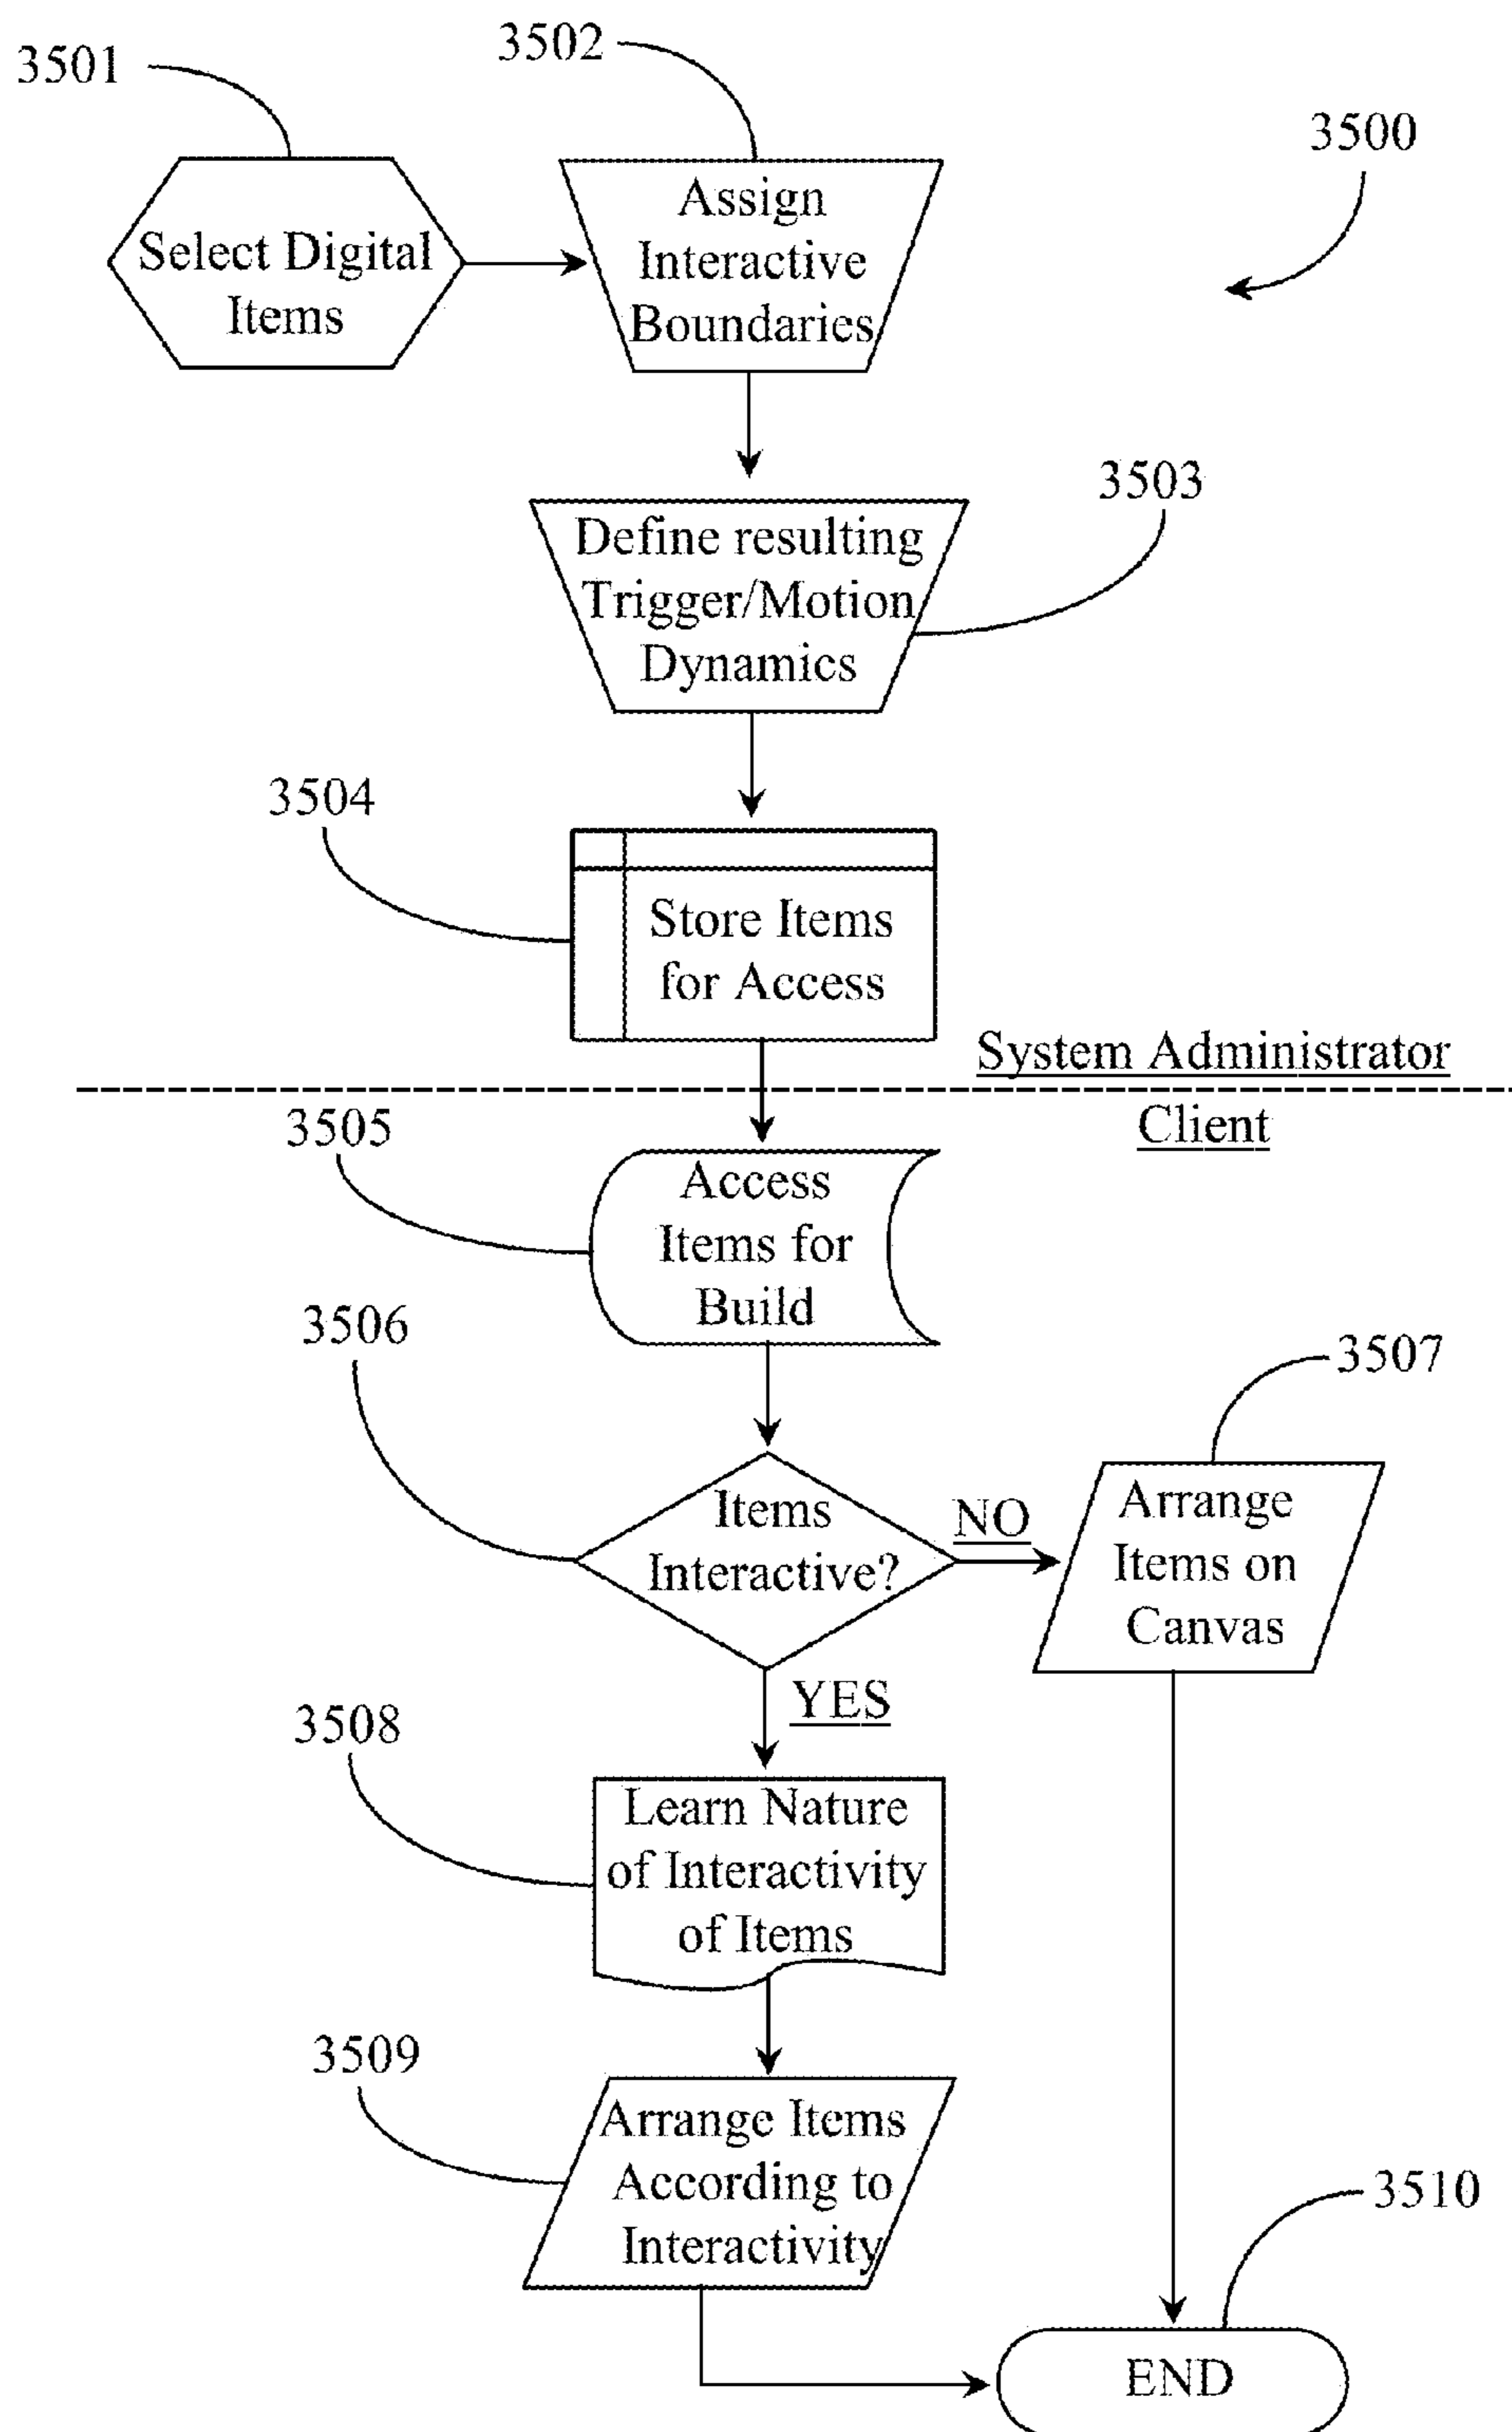 3501
3502
3500
Select Digital
Items
Assign
Interactive
Boundaries
3503
Define resulting
Trigger/Motion
Dynamics
3504
Store Items
for Access
System Administrator
Client
3505
Access
Items for
Build
3506
3507
Items
Interactive?
NO
Arrange
Items on
Canvas
YES
3508
Learn Nature
of Interactivity
of Items
3509
Arrange Items
According to
Interactivity
3510
END